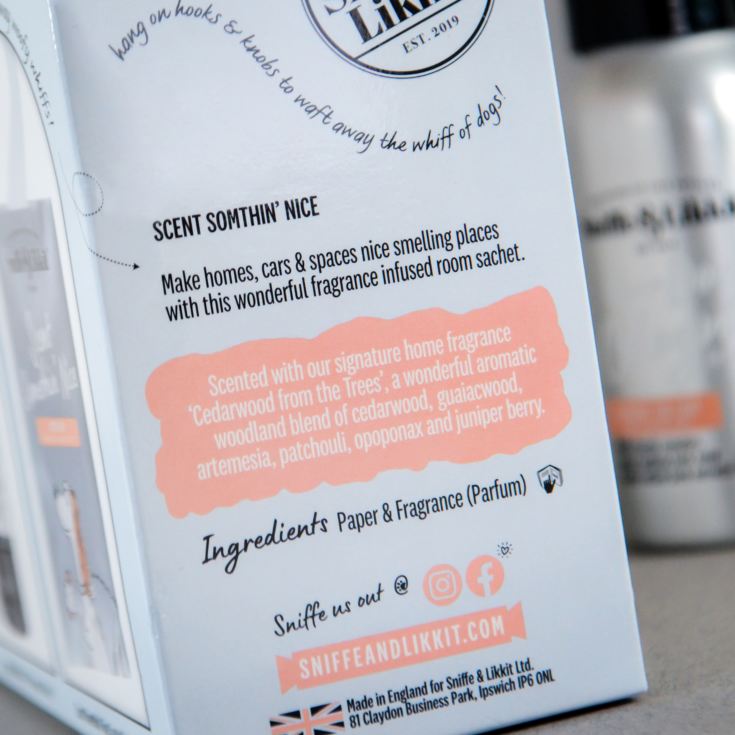 hang on hooks & knobs to waft away the whiff of dogs!
Likkit
EST. 2019
SCENT SOMTHIN' NICE
Make homes, cars & spaces nice smelling places
with this wonderful fragrance infused room sachet.
Scented with our signature home fragrance
'Cedarwood from the Trees', a wonderful aromatic
woodland blend of cedarwood, guaiacwood,
artemesia, patchouli, opoponax and juniper berry.
Ingredients Paper & Fragrance (Parfum)
Sniffe us out @
SNIFFEANDLIKKIT.COM
Made in England for Sniffe & Likkit Ltd.
81 Claydon Business Park, Ipswich IP6 0NL